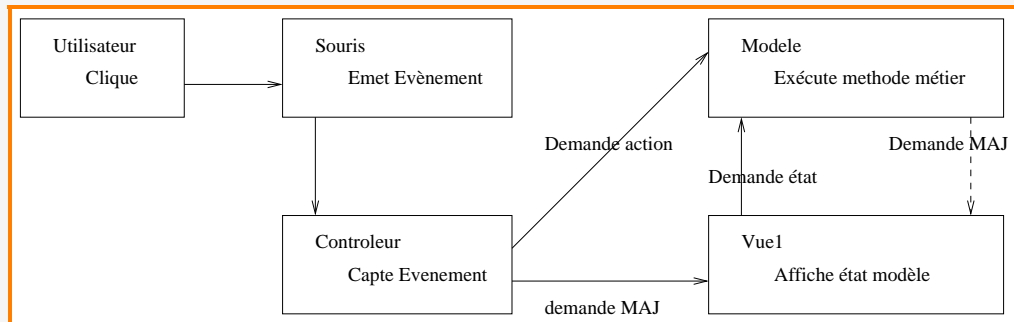 Utilisateur
Clique
Souris
Emet Evènement
Modele
Exécute methode métier
Demande action
Demande MAJ
Demande état
Controleur
Capte Evenement
Vue1
Affiche état modèle
demande MAJ